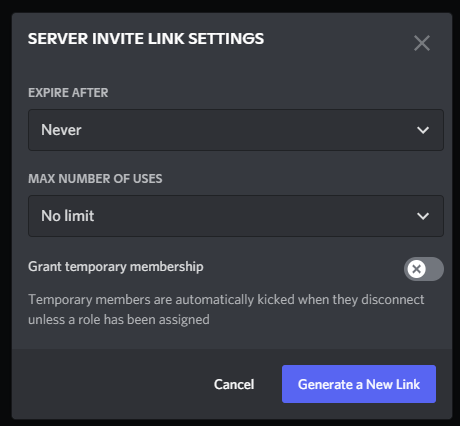 SERVER INVITE LINK SETTINGS
EXPIRE AFTER
Never
MAX NUMBER OF USES
No limit
Grant temporary membership
Temporary members are automatically kicked when they disconnect
unless a role has been assigned
Cancel
Generate a New Link